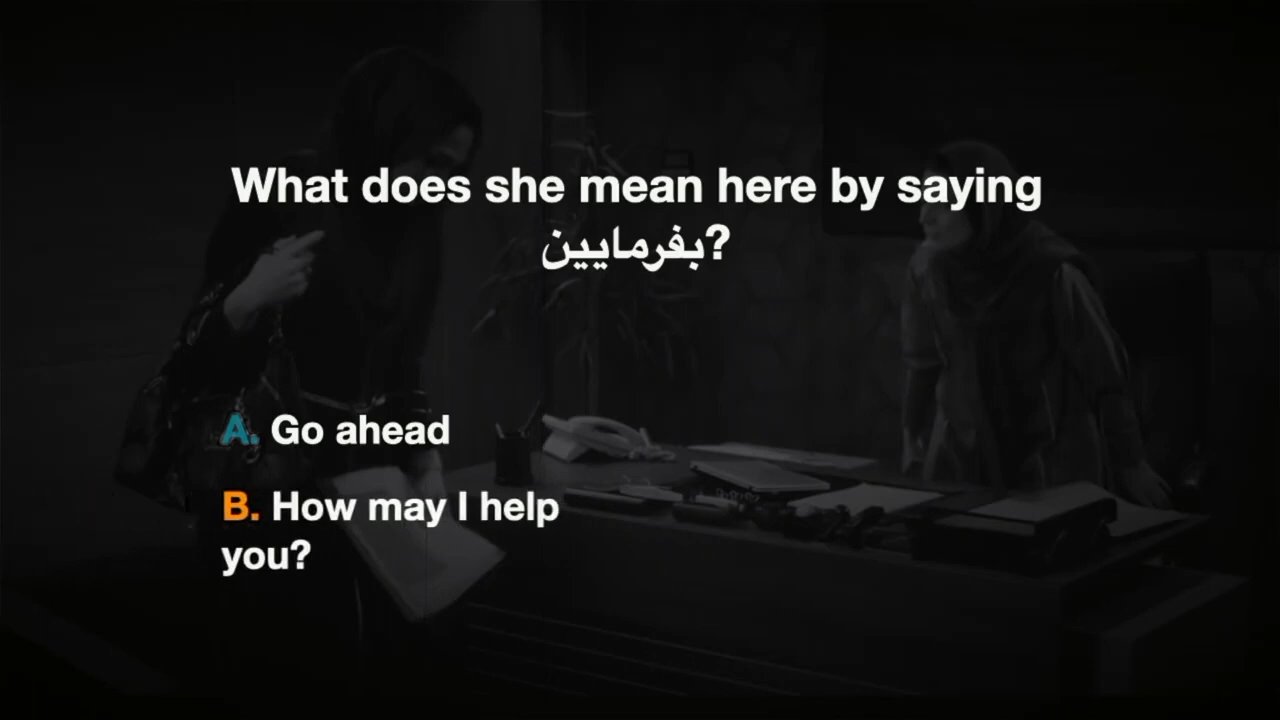 What does she mean here by saying
بفرمایین?
A. Go ahead
B. How may I help
you?